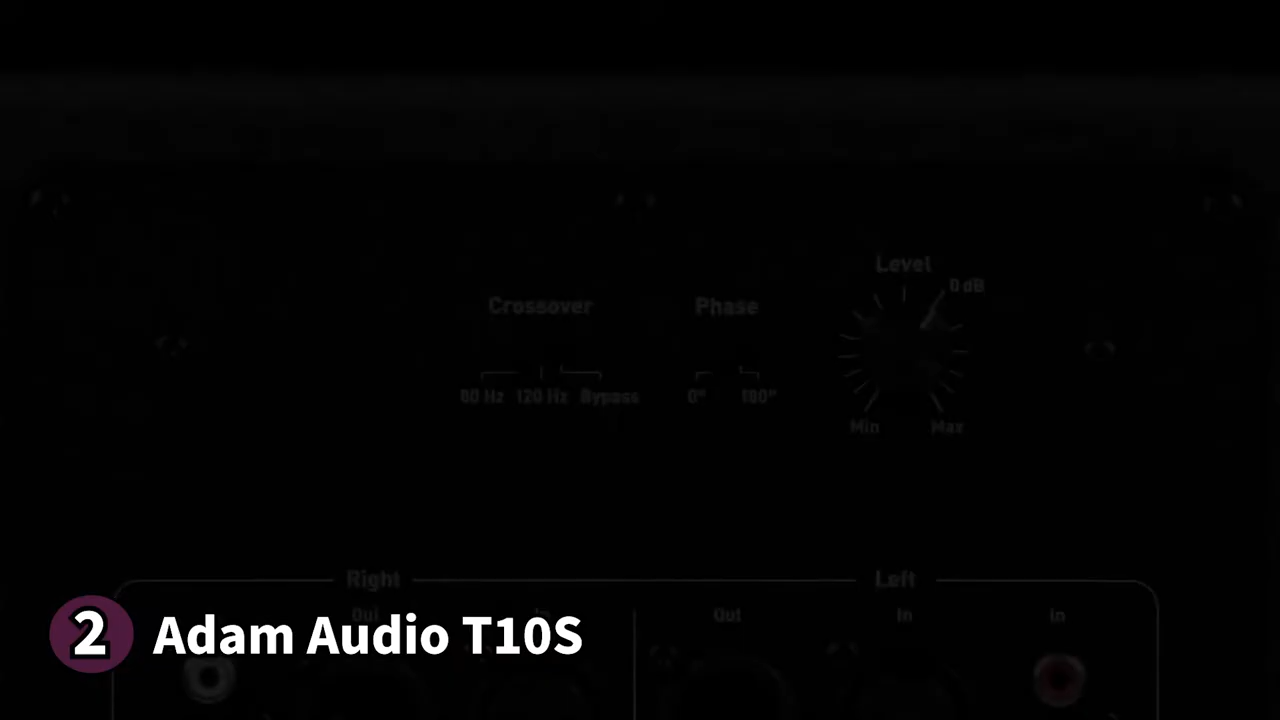 Level
0 dB
Crossover
Phase
80 Hz 120 Hz Bypass
0° 180°
Min Max
Right
Left
Out In Out In In
2 Adam Audio T10S